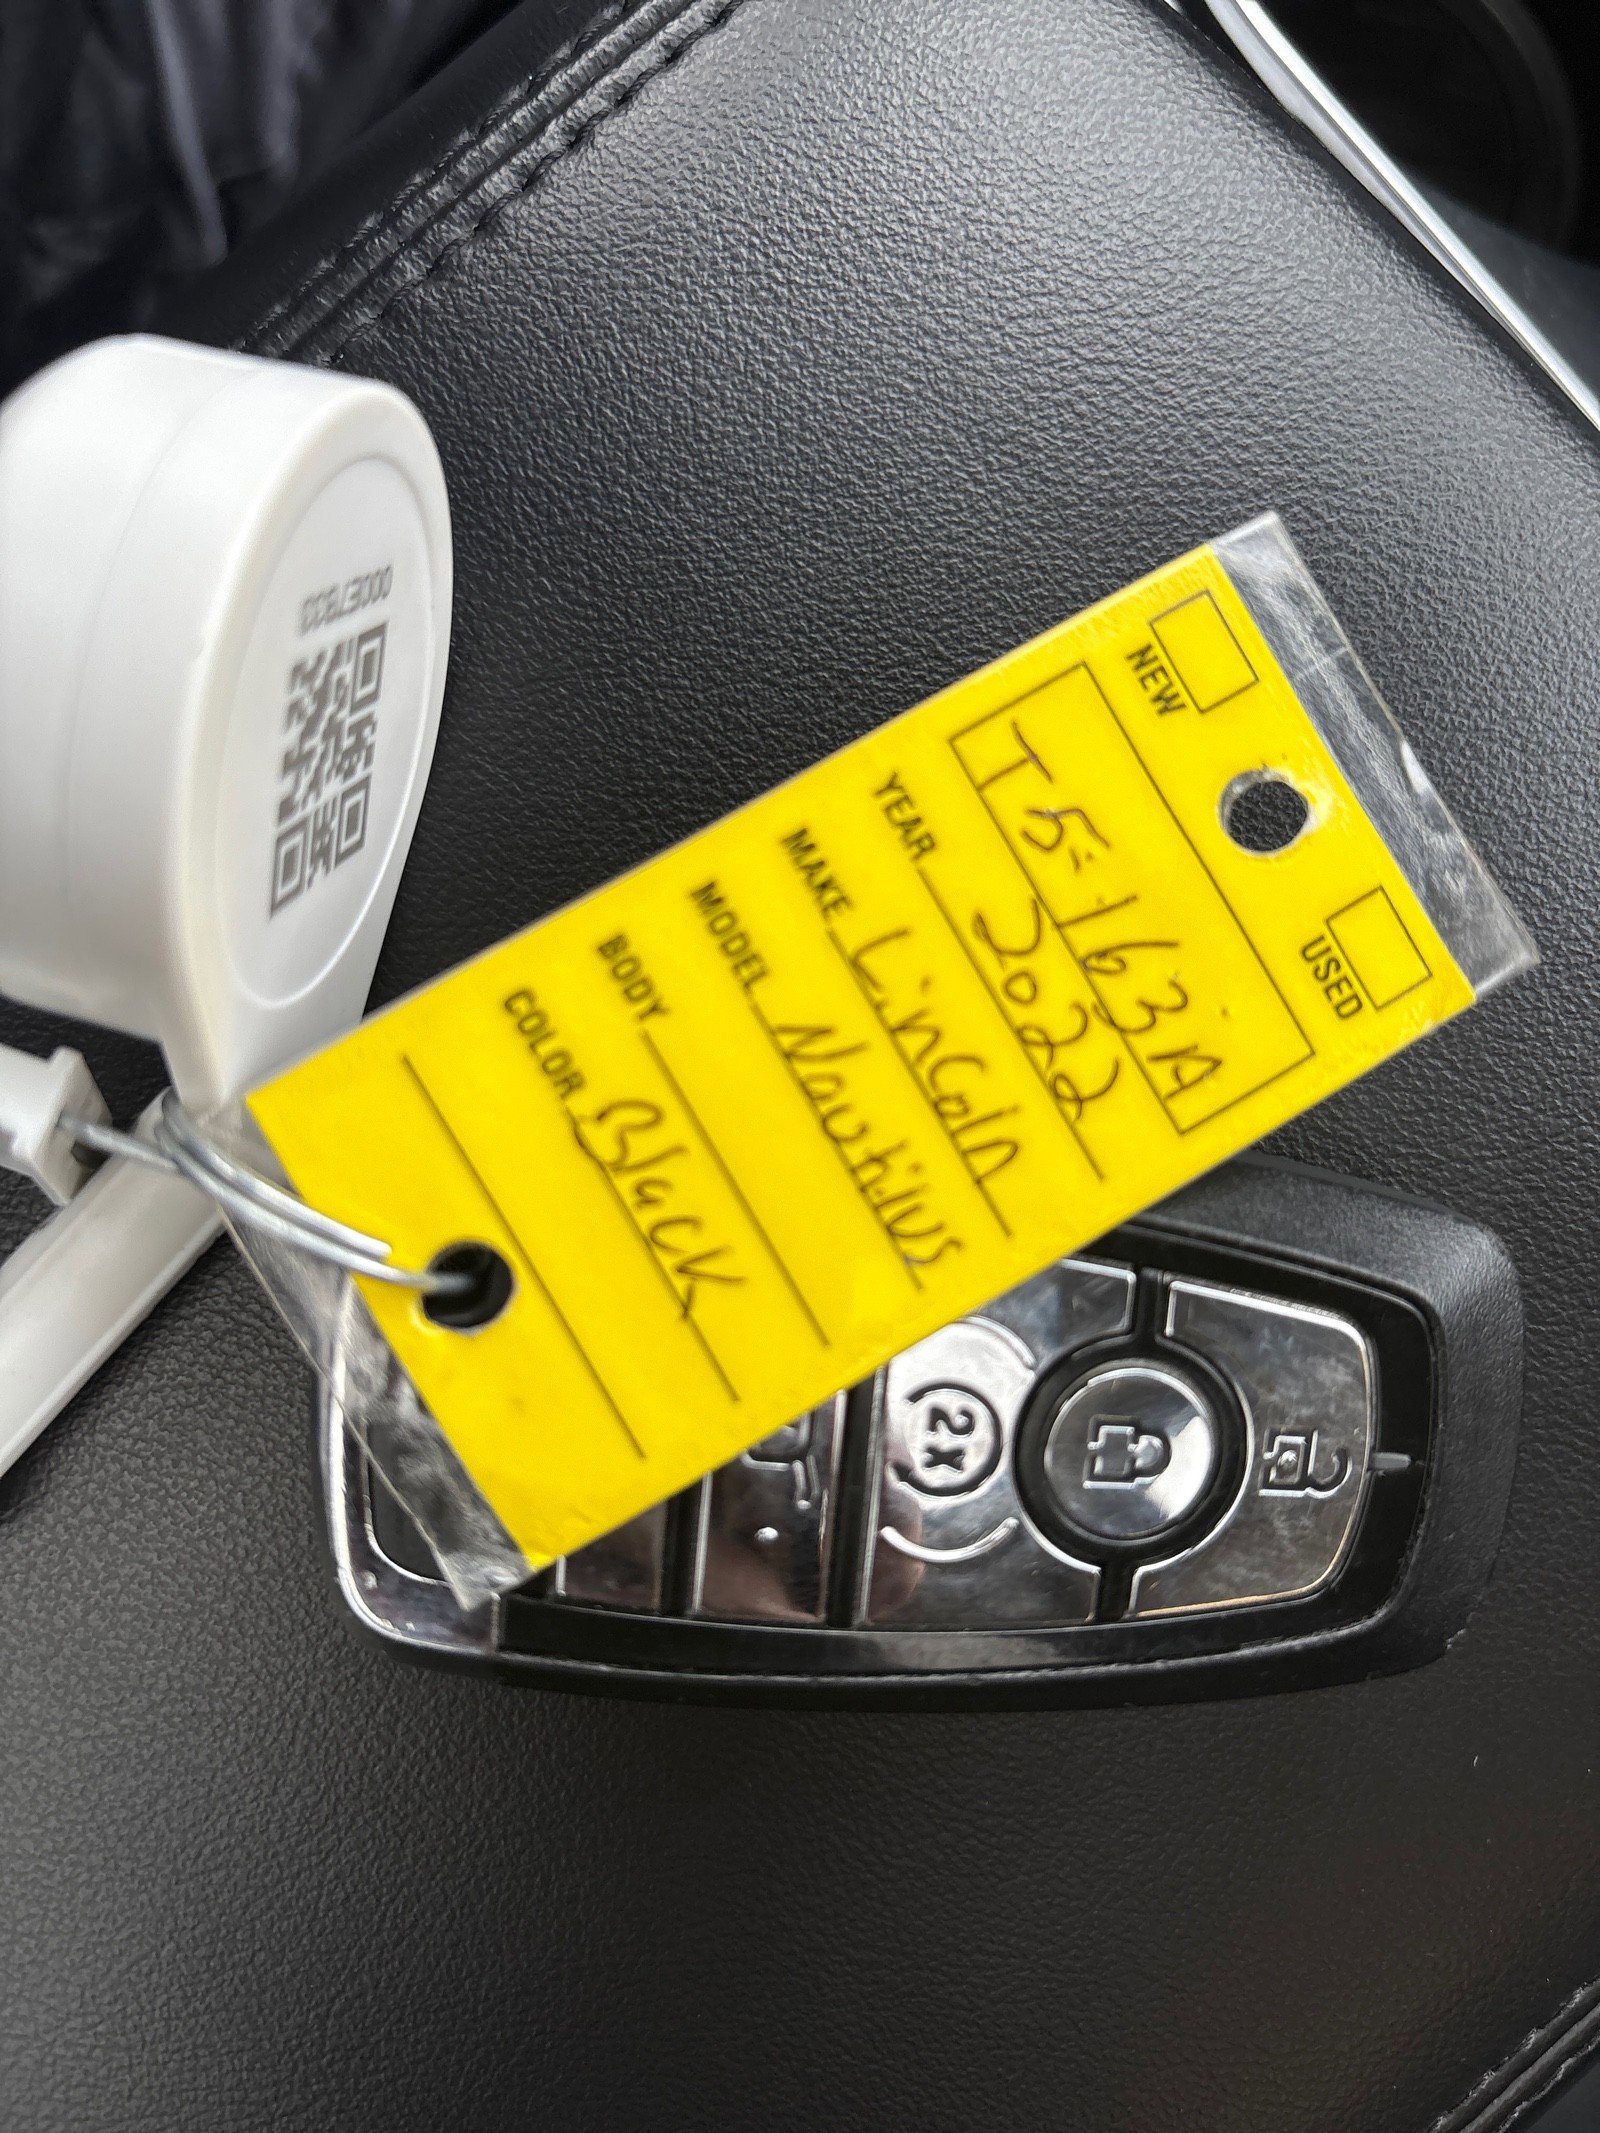 NEW
USED
T5-163A
YEAR 2022
MAKE Lincoln
MODEL Nautilus
BODY
COLOR Black
2x